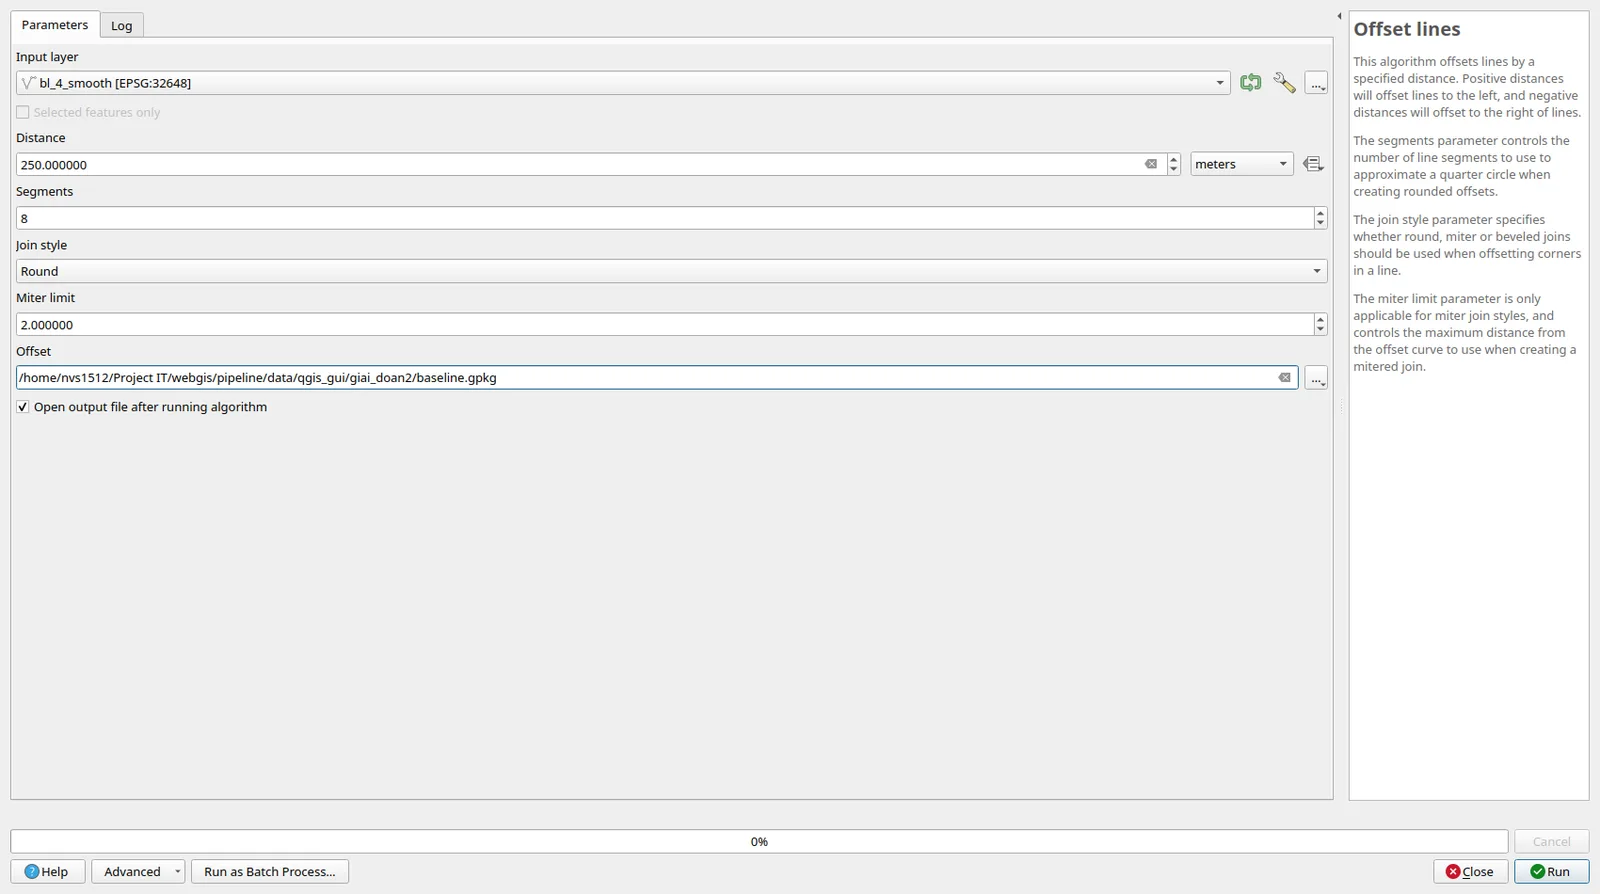 Parameters
Log
Input layer
bl_4_smooth [EPSG:32648]
...
Selected features only
Distance
250.000000
meters
Segments
8
Join style
Round
Miter limit
2.000000
Offset
/home/nvs1512/Project IT/webgis/pipeline/data/qgis_gui/giai_doan2/baseline.gpkg
...
Open output file after running algorithm
Offset lines
This algorithm offsets lines by a
specified distance. Positive distances
will offset lines to the left, and negative
distances will offset to the right of lines.
The segments parameter controls the
number of line segments to use to
approximate a quarter circle when
creating rounded offsets.
The join style parameter specifies
whether round, miter or beveled joins
should be used when offsetting corners
in a line.
The miter limit parameter is only
applicable for miter join styles, and
controls the maximum distance from
the offset curve to use when creating a
mitered join.
0%
Cancel
Help
Advanced
Run as Batch Process...
Close
Run